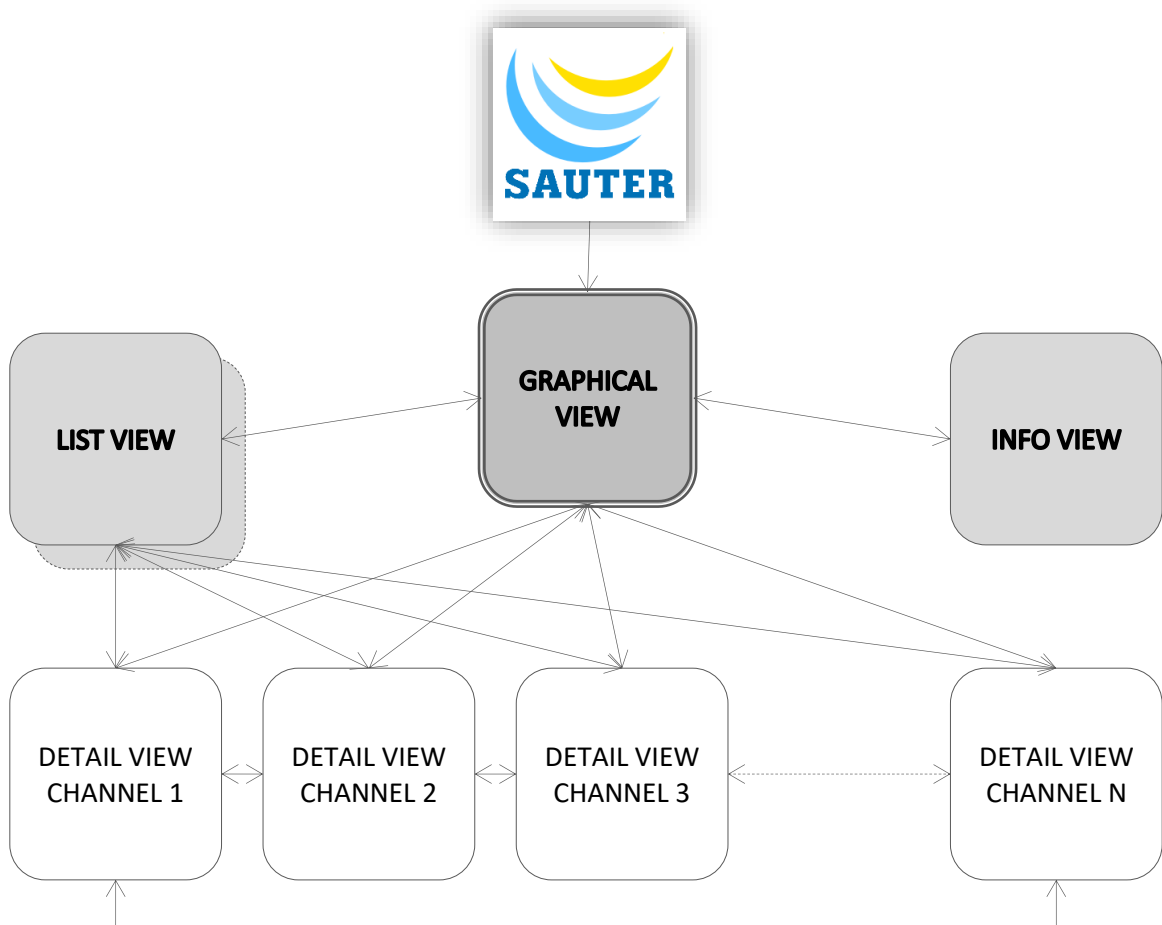 SAUTER
GRAPHICAL
VIEW
LIST VIEW
INFO VIEW
DETAIL VIEW
CHANNEL 1
DETAIL VIEW
CHANNEL 2
DETAIL VIEW
CHANNEL 3
DETAIL VIEW
CHANNEL N